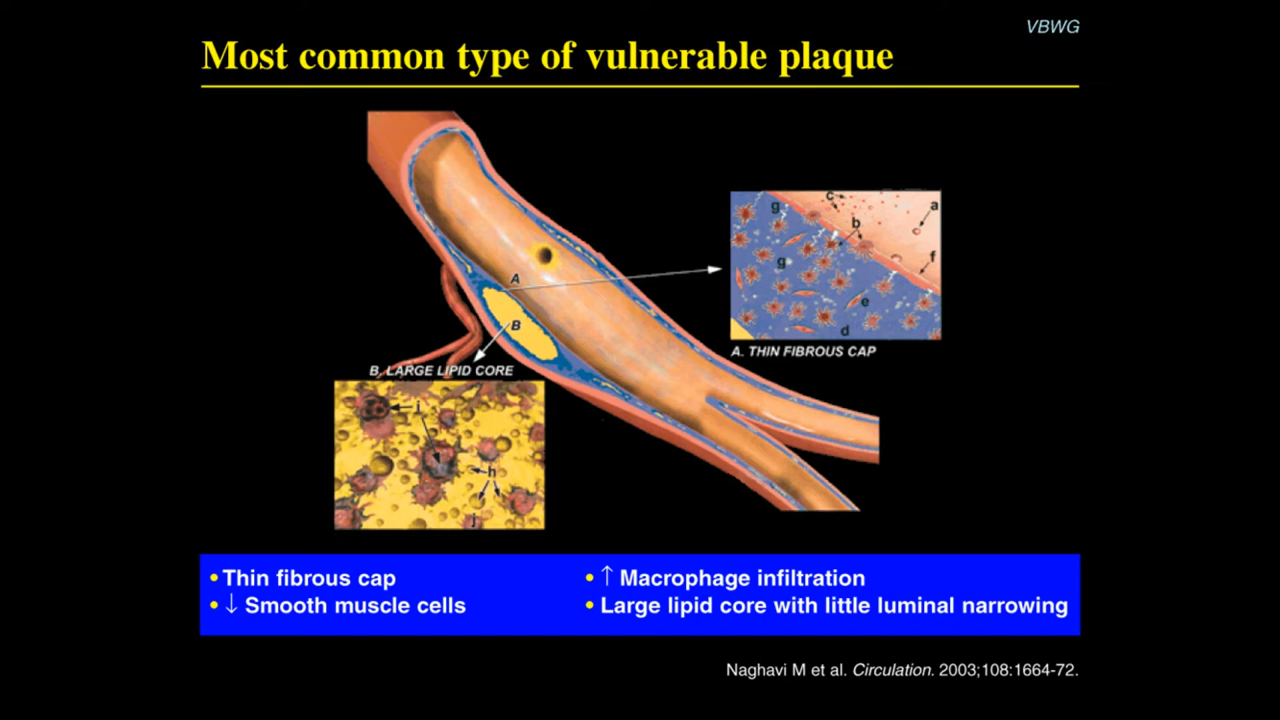 VBWG
Most common type of vulnerable plaque
A
B
c
a
g
b
f
g
e
d
A. THIN FIBROUS CAP
B. LARGE LIPID CORE
i
h
j
• Thin fibrous cap
• ↓ Smooth muscle cells
• ↑ Macrophage infiltration
• Large lipid core with little luminal narrowing
Naghavi M et al. Circulation. 2003;108:1664-72.